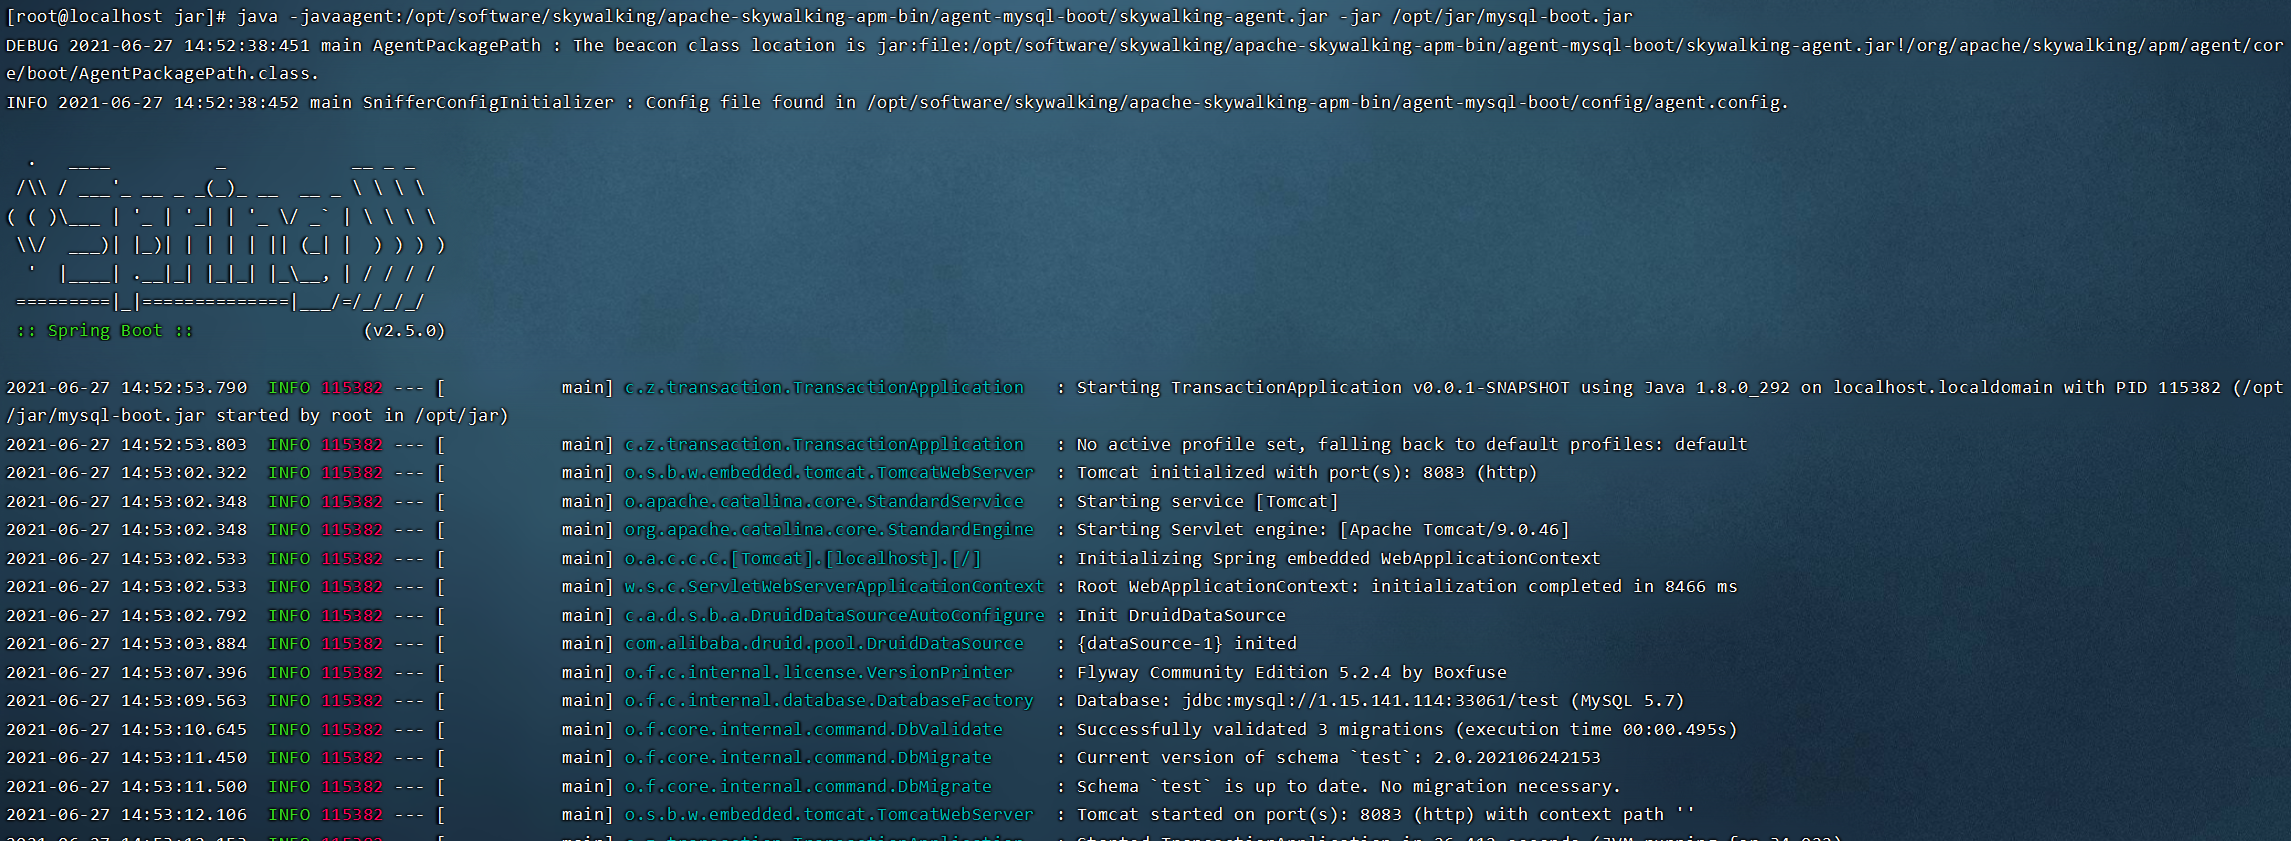 [root@localhost jar]# java -javaagent:/opt/software/skywalking/apache-skywalking-apm-bin/agent-mysql-boot/skywalking-agent.jar -jar /opt/jar/mysql-boot.jar
DEBUG 2021-06-27 14:52:38:451 main AgentPackagePath : The beacon class location is jar:file:/opt/software/skywalking/apache-skywalking-apm-bin/agent-mysql-boot/skywalking-agent.jar!/org/apache/skywalking/apm/agent/cor
e/boot/AgentPackagePath.class.
INFO 2021-06-27 14:52:38:452 main SnifferConfigInitializer : Config file found in /opt/software/skywalking/apache-skywalking-apm-bin/agent-mysql-boot/config/agent.config.
  .   ____          _            __ _ _
 /\\ / ___'_ __ _ _(_)_ __  __ _ \ \ \ \
( ( )\___ | '_ | '_| | '_ \/ _` | \ \ \ \
 \\/  ___)| |_)| | | | | || (_| |  ) ) ) )
  '  |____| .__|_| |_|_| |_\__, | / / / /
 =========|_|==============|___/=/_/_/_/
 :: Spring Boot ::                (v2.5.0)
2021-06-27 14:52:53.790  INFO 115382 --- [           main] c.z.transaction.TransactionApplication   : Starting TransactionApplication v0.0.1-SNAPSHOT using Java 1.8.0_292 on localhost.localdomain with PID 115382 (/opt
/jar/mysql-boot.jar started by root in /opt/jar)
2021-06-27 14:52:53.803  INFO 115382 --- [           main] c.z.transaction.TransactionApplication   : No active profile set, falling back to default profiles: default
2021-06-27 14:53:02.322  INFO 115382 --- [           main] o.s.b.w.embedded.tomcat.TomcatWebServer  : Tomcat initialized with port(s): 8083 (http)
2021-06-27 14:53:02.348  INFO 115382 --- [           main] o.apache.catalina.core.StandardService   : Starting service [Tomcat]
2021-06-27 14:53:02.348  INFO 115382 --- [           main] org.apache.catalina.core.StandardEngine  : Starting Servlet engine: [Apache Tomcat/9.0.46]
2021-06-27 14:53:02.533  INFO 115382 --- [           main] o.a.c.c.C.[Tomcat].[localhost].[/]       : Initializing Spring embedded WebApplicationContext
2021-06-27 14:53:02.533  INFO 115382 --- [           main] w.s.c.ServletWebServerApplicationContext : Root WebApplicationContext: initialization completed in 8466 ms
2021-06-27 14:53:02.792  INFO 115382 --- [           main] c.a.d.s.b.a.DruidDataSourceAutoConfigure : Init DruidDataSource
2021-06-27 14:53:03.884  INFO 115382 --- [           main] com.alibaba.druid.pool.DruidDataSource   : {dataSource-1} inited
2021-06-27 14:53:07.396  INFO 115382 --- [           main] o.f.c.internal.license.VersionPrinter    : Flyway Community Edition 5.2.4 by Boxfuse
2021-06-27 14:53:09.563  INFO 115382 --- [           main] o.f.c.internal.database.DatabaseFactory  : Database: jdbc:mysql://1.15.141.114:33061/test (MySQL 5.7)
2021-06-27 14:53:10.645  INFO 115382 --- [           main] o.f.core.internal.command.DbValidate     : Successfully validated 3 migrations (execution time 00:00.495s)
2021-06-27 14:53:11.450  INFO 115382 --- [           main] o.f.core.internal.command.DbMigrate      : Current version of schema `test`: 2.0.202106242153
2021-06-27 14:53:11.500  INFO 115382 --- [           main] o.f.core.internal.command.DbMigrate      : Schema `test` is up to date. No migration necessary.
2021-06-27 14:53:12.106  INFO 115382 --- [           main] o.s.b.w.embedded.tomcat.TomcatWebServer  : Tomcat started on port(s): 8083 (http) with context path ''
2021-06-27 14:53:12.153  INFO 115382 --- [           main] c.z.transaction.TransactionApplication   : Started TransactionApplication in